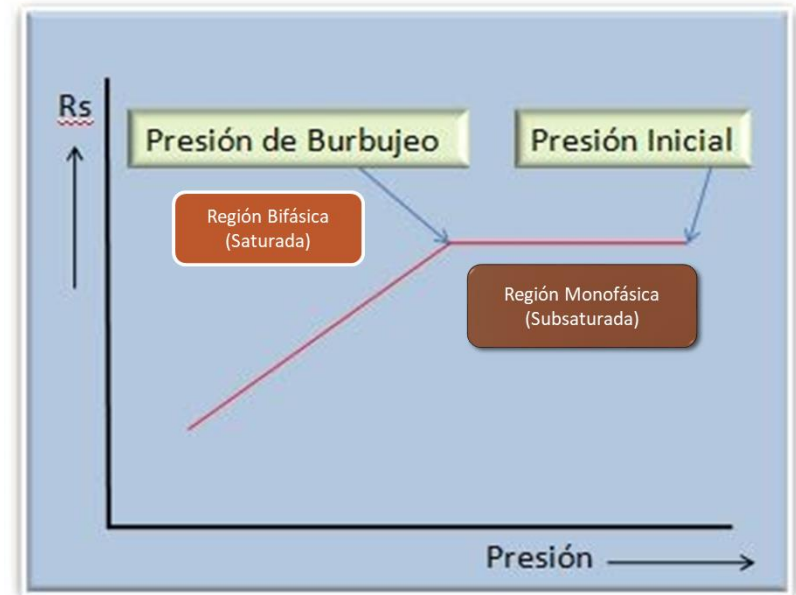 Rs
Presión de Burbujeo
Presión Inicial
Región Bifásica
(Saturada)
Región Monofásica
(Subsaturada)
Presión